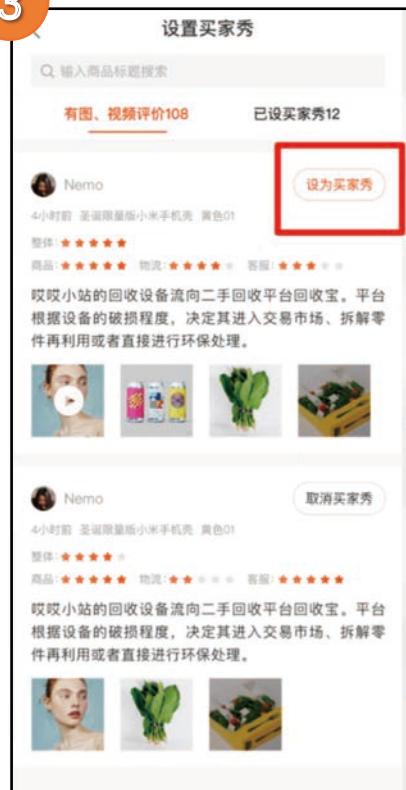 3
设置买家秀
输入商品标题搜索
有图、视频评价108 已设买家秀12
Nemo 设为买家秀
4小时前 圣诞限量版小米手机壳 黄色01
整体：★★★★★
商品：★★★★★ 物流：★★★★★ 客服：★★★★★
哎哎小站的回收设备流向二手回收平台回收宝。平台
根据设备的破损程度，决定其进入交易市场、拆解零
件再利用或者直接进行环保处理。
Nemo 取消买家秀
4小时前 圣诞限量版小米手机壳 黄色01
整体：★★★★★
商品：★★★★★ 物流：★★★★★ 客服：★★★★★
哎哎小站的回收设备流向二手回收平台回收宝。平台
根据设备的破损程度，决定其进入交易市场、拆解零
件再利用或者直接进行环保处理。